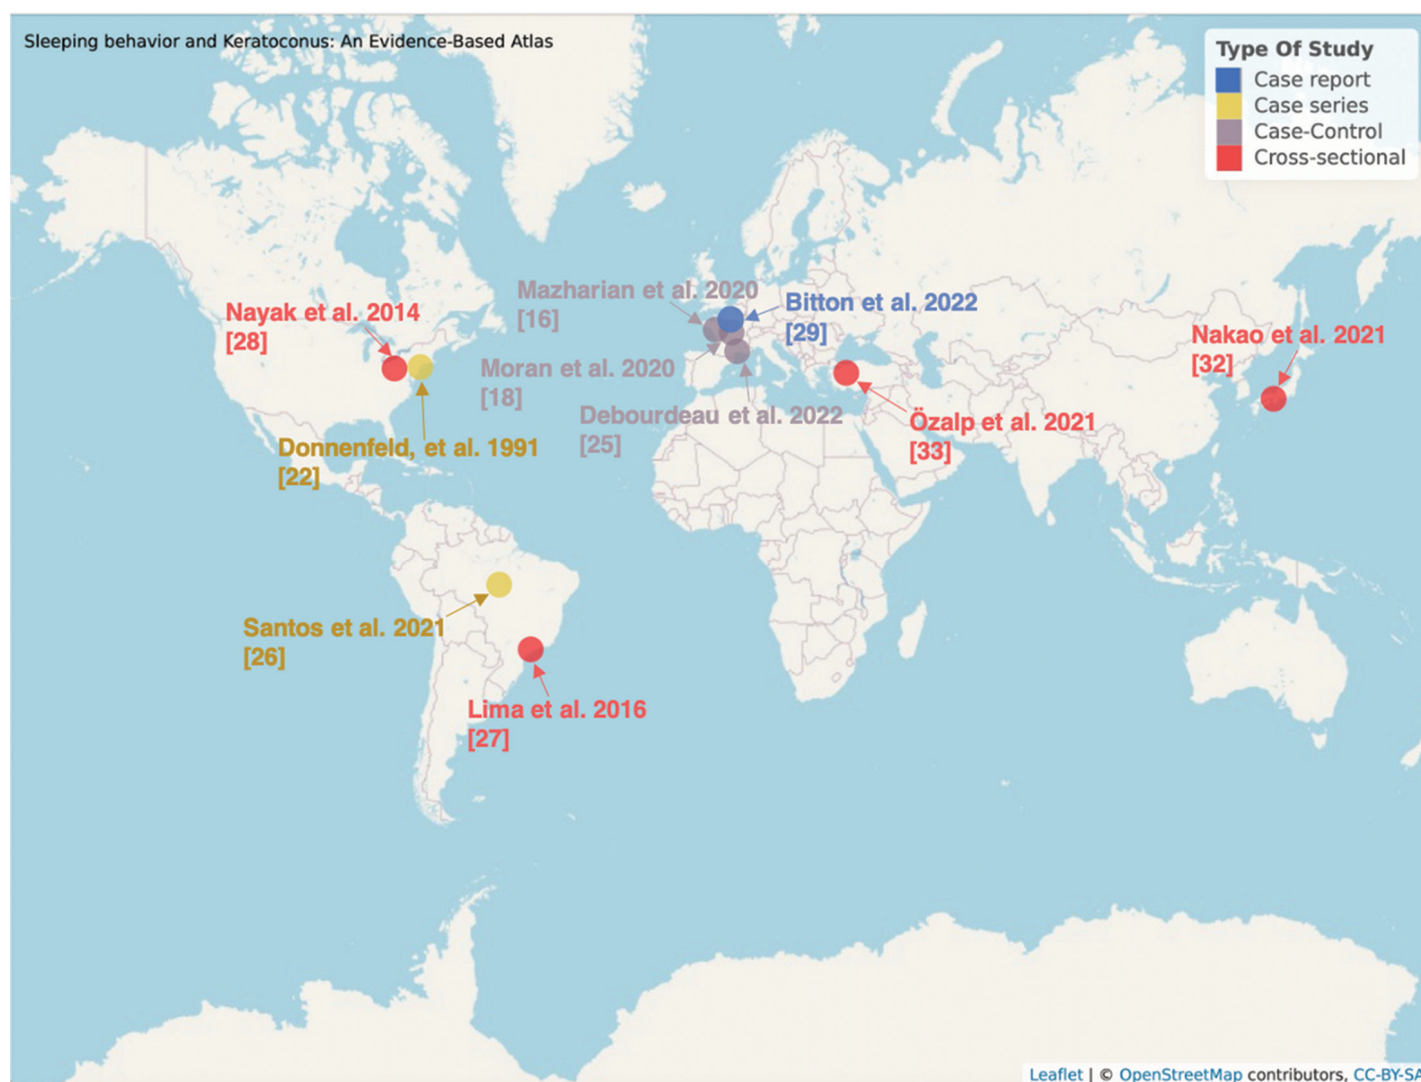 Sleeping behavior and Keratoconus: An Evidence-Based Atlas
Type Of Study
Case report
Case series
Case-Control
Cross-sectional
Mazharian et al. 2020
[16]
Bitton et al. 2022
[29]
Nayak et al. 2014
[28]
Nakao et al. 2021
[32]
Moran et al. 2020
[18]
Debourdeau et al. 2022
[25]
Özalp et al. 2021
[33]
Donnenfeld, et al. 1991
[22]
Santos et al. 2021
[26]
Lima et al. 2016
[27]
Leaflet | © OpenStreetMap contributors, CC-BY-SA